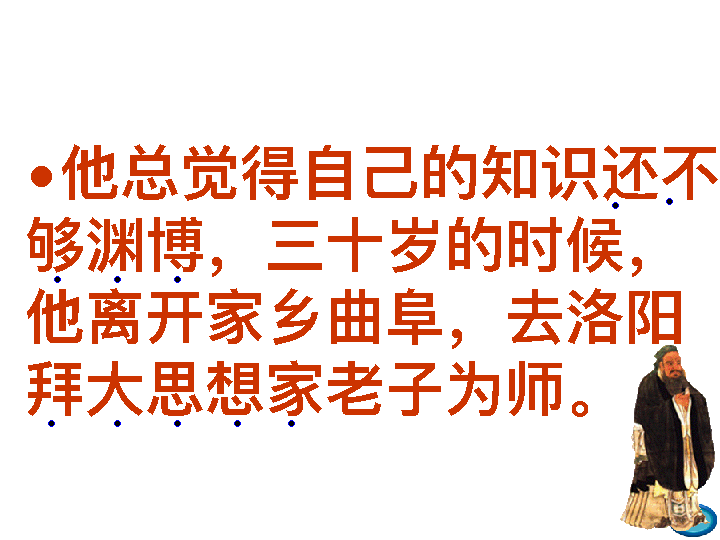 •他总觉得自己的知识还不
够渊博，三十岁的时候，
他离开家乡曲阜，去洛阳
拜大思想家老子为师。